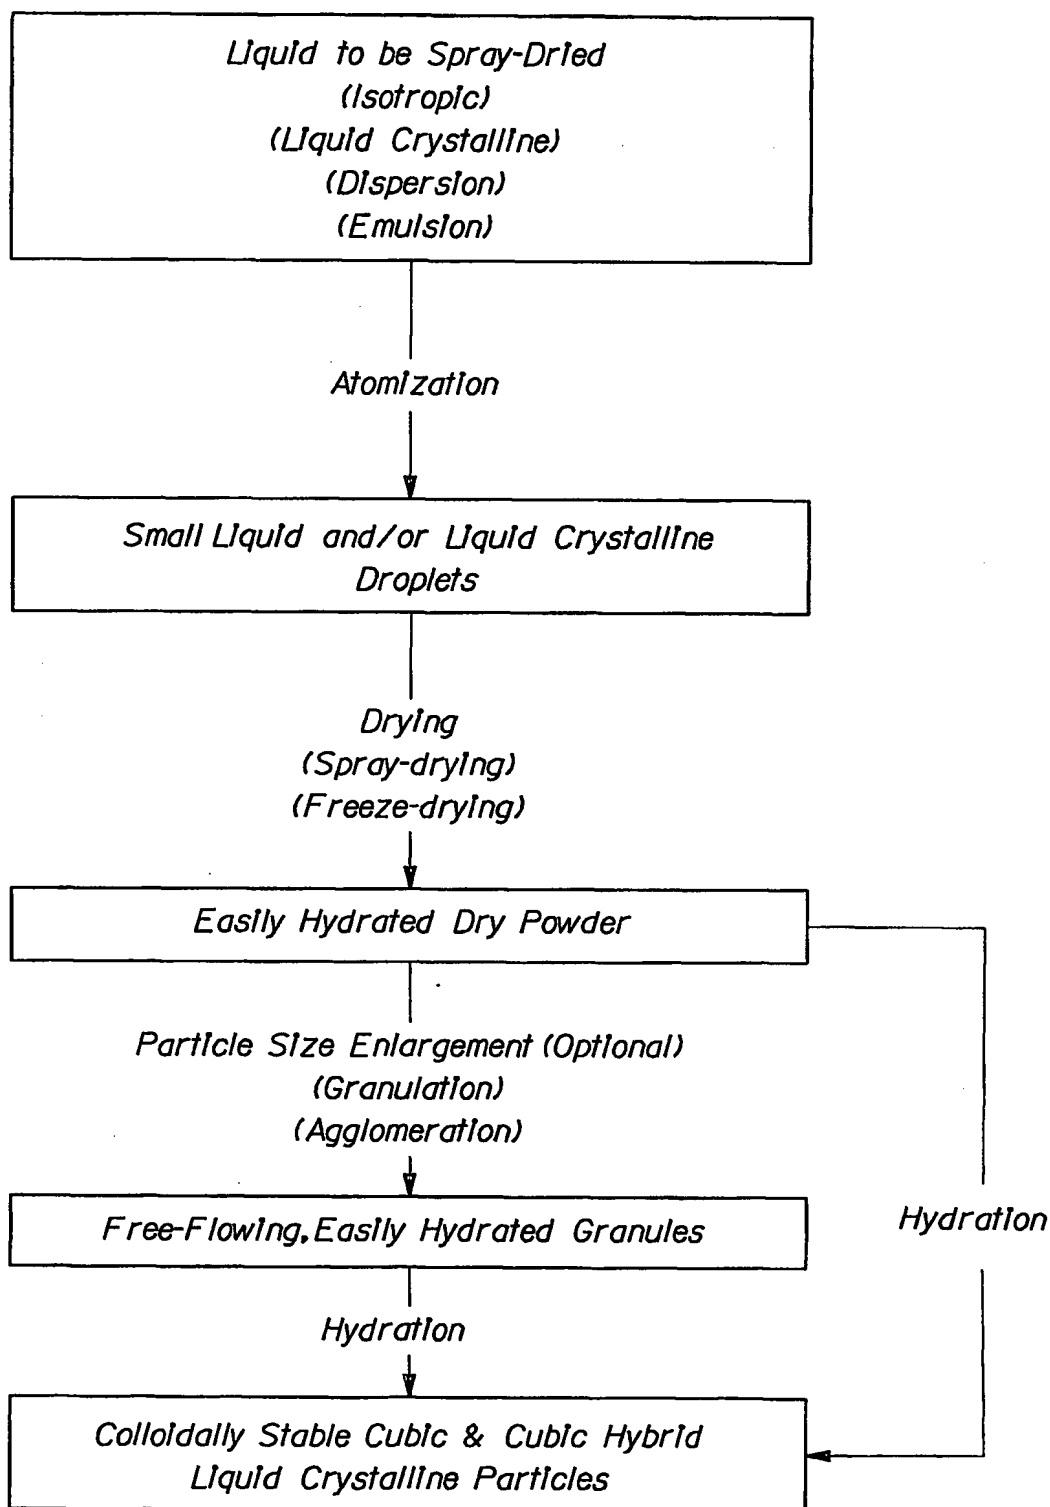 Liquid to be Spray-Dried
(Isotropic)
(Liquid Crystalline)
(Dispersion)
(Emulsion)
Atomization
Small Liquid and/or Liquid Crystalline
Droplets
Drying
(Spray-drying)
(Freeze-drying)
Easily Hydrated Dry Powder
Particle Size Enlargement (Optional)
(Granulation)
(Agglomeration)
Free-Flowing, Easily Hydrated Granules
Hydration
Hydration
Colloidally Stable Cubic & Cubic Hybrid
Liquid Crystalline Particles